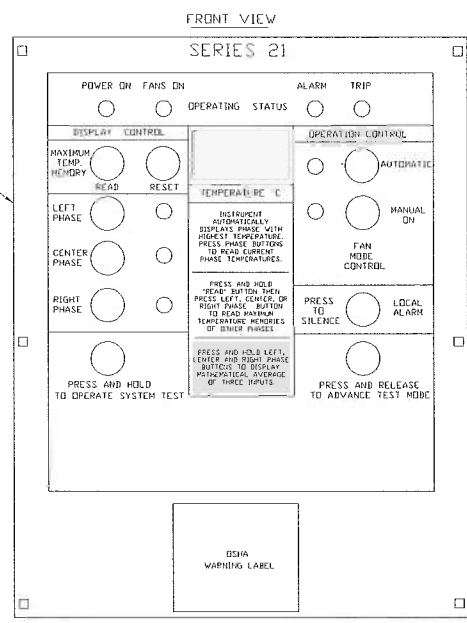 FRONT VIEW
SERIES 21
POWER ON FANS ON ALARM TRIP
OPERATING STATUS
DISPLAY CONTROL
OPERATION CONTROL
MAXIMUM
TEMP.
MEMORY
READ RESET
AUTOMATIC
TEMPERATURE °C
LEFT
PHASE
CENTER
PHASE
RIGHT
PHASE
INSTRUMENT
AUTOMATICALLY
DISPLAYS PHASE WITH
HIGHEST TEMPERATURE.
PRESS PHASE BUTTONS
TO READ CURRENT
PHASE TEMPERATURES.
PRESS AND HOLD
"READ" BUTTON THEN
PRESS LEFT, CENTER, OR
RIGHT PHASE BUTTON
TO READ MAXIMUM
TEMPERATURE MEMORIES
OF OTHER PHASES
PRESS AND HOLD LEFT,
CENTER AND RIGHT PHASE
BUTTONS TO DISPLAY
MATHEMATICAL AVERAGE
OF THREE INPUTS.
MANUAL
ON
FAN
MODE
CONTROL
PRESS
TO
SILENCE
LOCAL
ALARM
PRESS AND HOLD
TO OPERATE SYSTEM TEST
PRESS AND RELEASE
TO ADVANCE TEST MODE
OSHA
WARNING LABEL